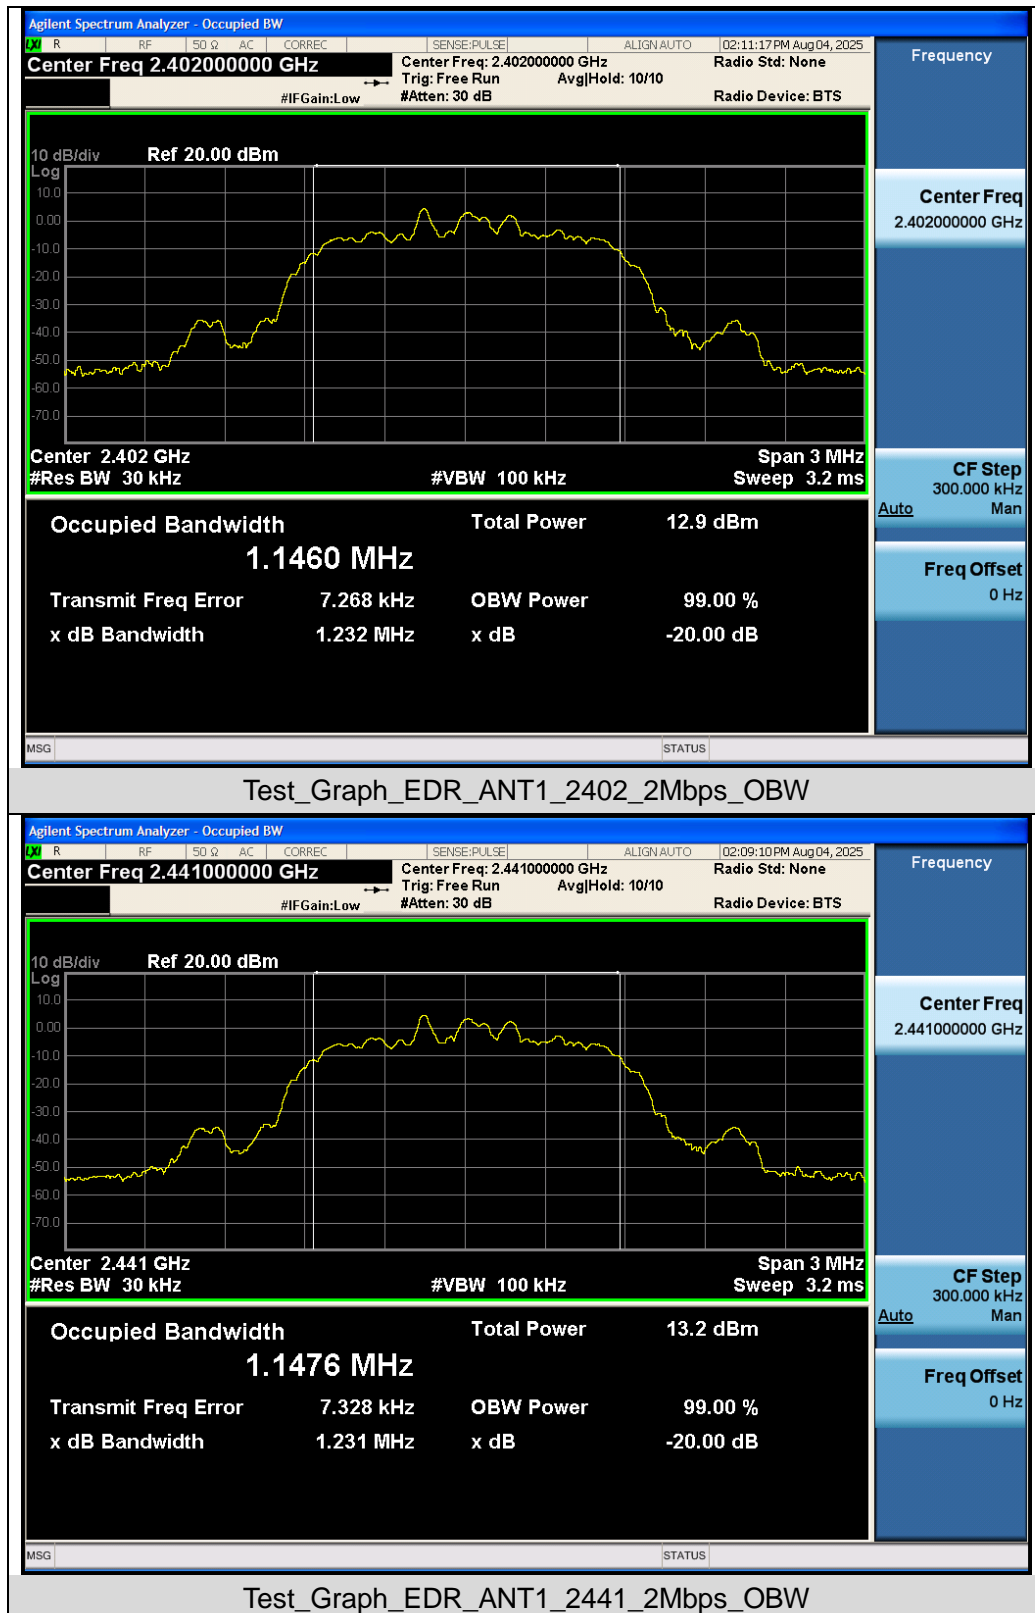 Agilent Spectrum Analyzer - Occupied BW
LXI R RF 50 Ω AC CORREC SENSE:PULSE ALIGN AUTO 02:11:17 PM Aug 04, 2025
Center Freq 2.402000000 GHz
Center Freq: 2.402000000 GHz
Radio Std: None
Trig: Free Run Avg|Hold: 10/10
#IFGain:Low
#Atten: 30 dB
Radio Device: BTS
10 dB/div Ref 20.00 dBm
Log
10.0
0.00
-10.0
-20.0
-30.0
-40.0
-50.0
-60.0
-70.0
Center 2.402 GHz Span 3 MHz
#Res BW 30 kHz #VBW 100 kHz Sweep 3.2 ms
Occupied Bandwidth Total Power 12.9 dBm
1.1460 MHz
Transmit Freq Error 7.268 kHz OBW Power 99.00 %
x dB Bandwidth 1.232 MHz x dB -20.00 dB
MSG STATUS
Frequency
Center Freq
2.402000000 GHz
CF Step
300.000 kHz
Auto Man
Freq Offset
0 Hz
Test_Graph_EDR_ANT1_2402_2Mbps_OBW
Agilent Spectrum Analyzer - Occupied BW
LXI R RF 50 Ω AC CORREC SENSE:PULSE ALIGN AUTO 02:09:10 PM Aug 04, 2025
Center Freq 2.441000000 GHz
Center Freq: 2.441000000 GHz
Radio Std: None
Trig: Free Run Avg|Hold: 10/10
#IFGain:Low
#Atten: 30 dB
Radio Device: BTS
10 dB/div Ref 20.00 dBm
Log
10.0
0.00
-10.0
-20.0
-30.0
-40.0
-50.0
-60.0
-70.0
Center 2.441 GHz Span 3 MHz
#Res BW 30 kHz #VBW 100 kHz Sweep 3.2 ms
Occupied Bandwidth Total Power 13.2 dBm
1.1476 MHz
Transmit Freq Error 7.328 kHz OBW Power 99.00 %
x dB Bandwidth 1.231 MHz x dB -20.00 dB
MSG STATUS
Frequency
Center Freq
2.441000000 GHz
CF Step
300.000 kHz
Auto Man
Freq Offset
0 Hz
Test_Graph_EDR_ANT1_2441_2Mbps_OBW